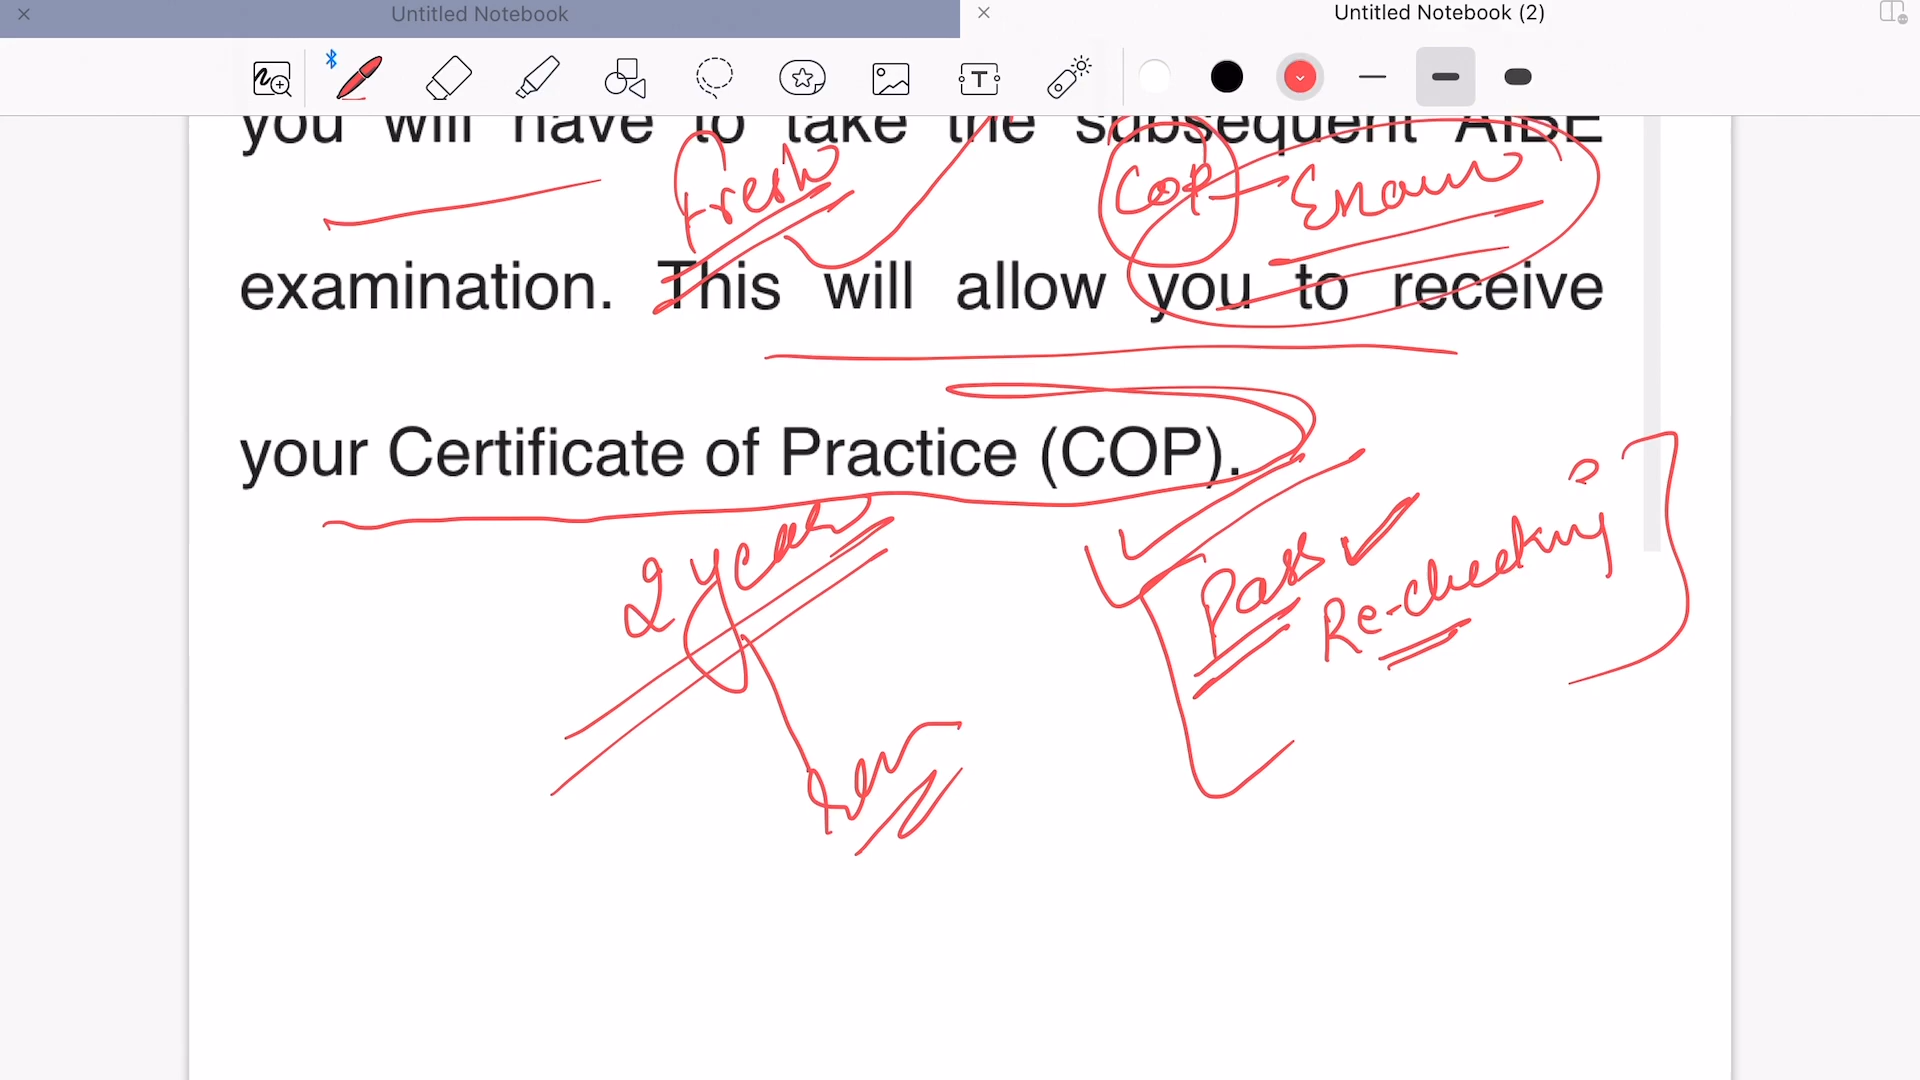 Untitled Notebook
Untitled Notebook (2)
you will have to take the subsequent AIBE
Fresh
COP
Exam
examination. This will allow you to receive
your Certificate of Practice (COP).
2 years
Pass
Re-checking